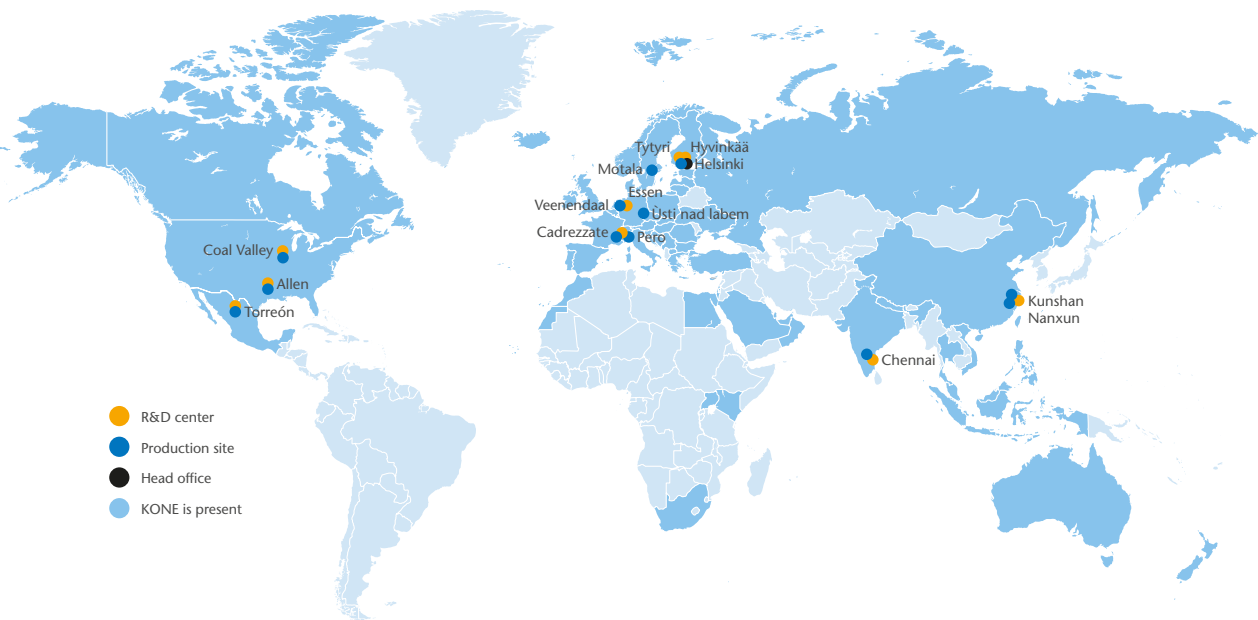 Tytyri
Hyvinkää
Motala
Helsinki
Essen
Veenendaal
Ùsti nad labem
Cadrezzate
Pero
Coal Valley
Allen
Torreón
Kunshan
Nanxun
Chennai
R&D center
Production site
Head office
KONE is present